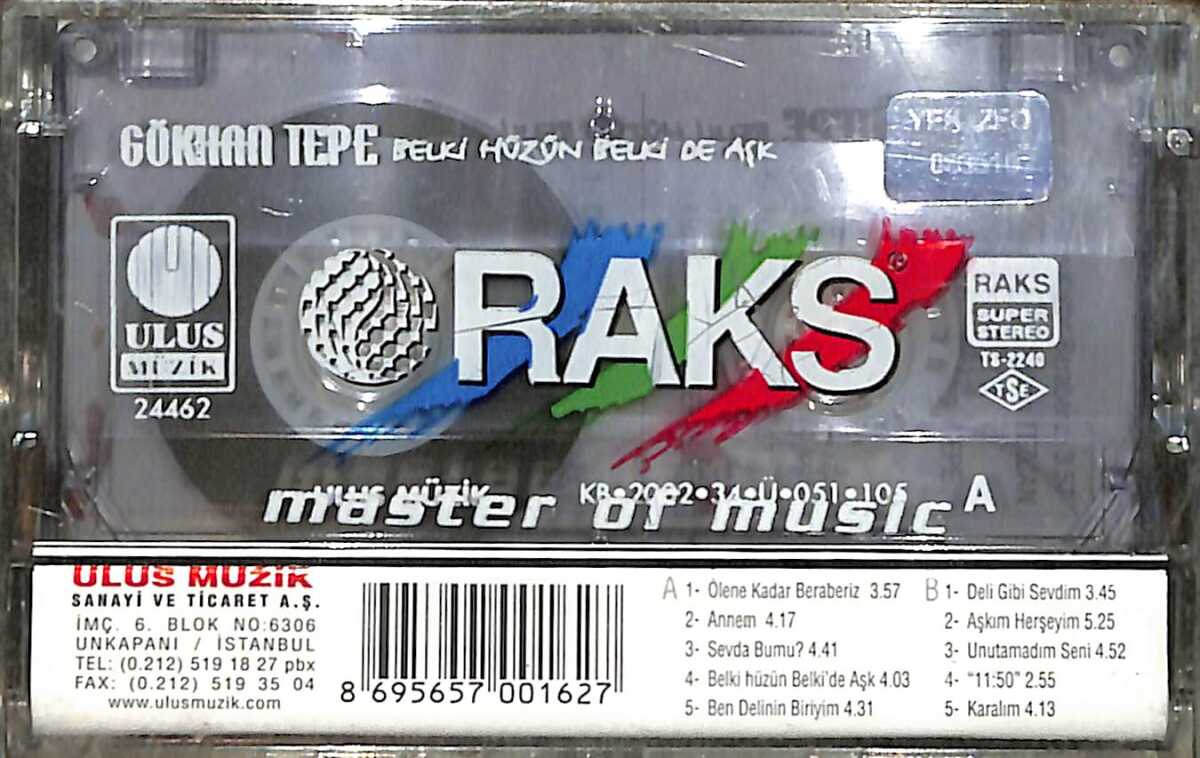 GÖKHAN TEPE BELKİ HÜZÜN BELKİ DE AŞK
ULUS
MÜZİK
24462
RAKS®
RAKS
SUPER
STEREO
TS-2240
TSE
ULUS MÜZİK KB•2002•34•Ü•051•105
master of music A
ULUS MÜZİK
SANAYİ VE TİCARET A.Ş.
İMÇ. 6. BLOK NO:6306
UNKAPANI / İSTANBUL
TEL: (0.212) 519 18 27 pbx
FAX: (0.212) 519 35 04
www.ulusmuzik.com
8 695657 001627
A 1- Ölene Kadar Beraberiz 3.57
2- Annem 4.17
3- Sevda Bumu? 4.41
4- Belki hüzün Belki'de Aşk 4.03
5- Ben Delinin Biriyim 4.31
B 1- Deli Gibi Sevdim 3.45
2- Aşkım Herşeyim 5.25
3- Unutamadım Seni 4.52
4- "11:50" 2.55
5- Karalım 4.13